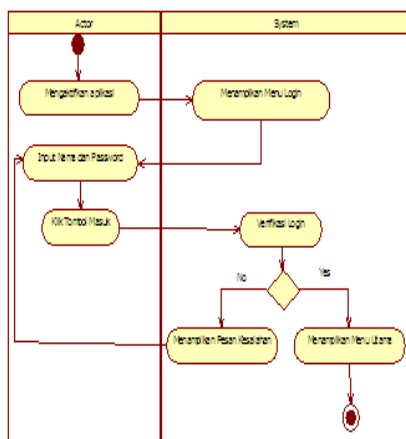 Actor
System
Mengaktifkan aplikasi
Menampilkan Menu Login
Input Nama dan Password
Klik Tombol Masuk
Verifikasi Login
No
Yes
Menampilkan Pesan Kesalahan
Menampilkan Menu Utama